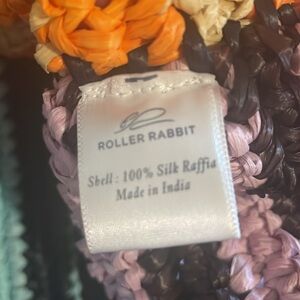 ROLLER RABBIT
Shell : 100% Silk Raffia
Made in India